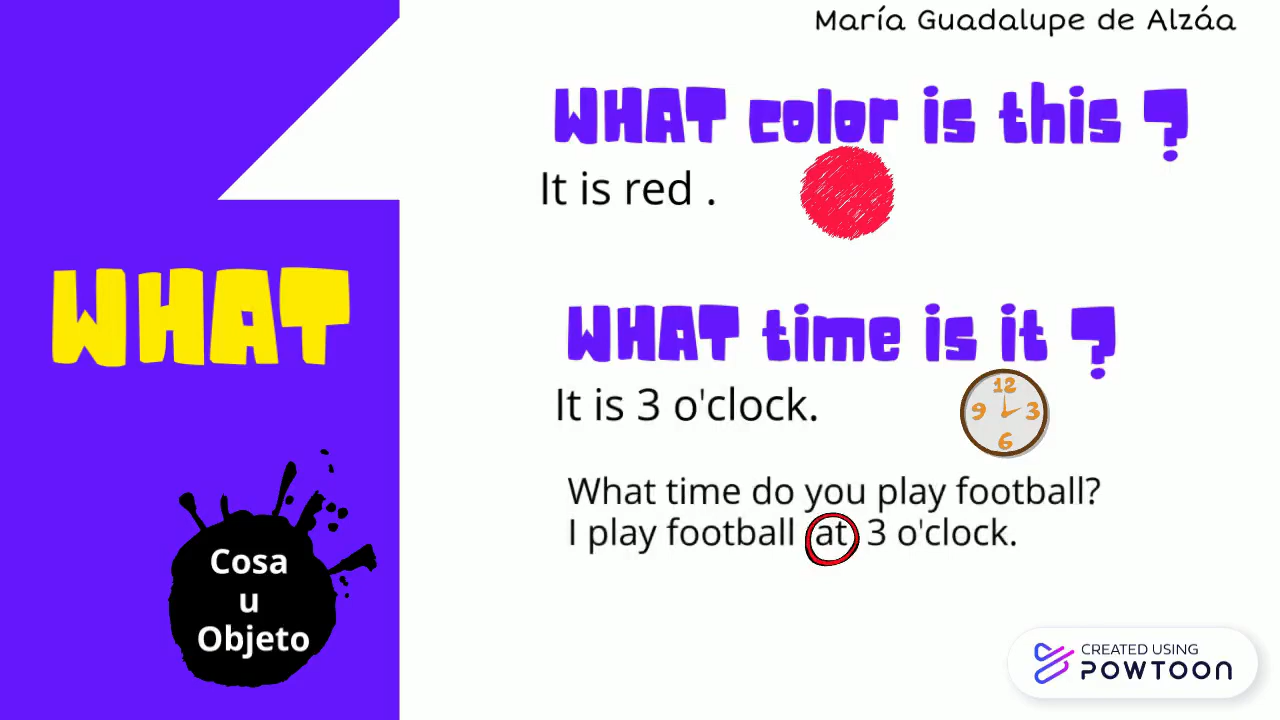 María Guadalupe de Alzáa
WHAT color is this ?
It is red .
WHAT
WHAT time is it ?
It is 3 o'clock.
12
9 3
6
What time do you play football?
I play football at 3 o'clock.
Cosa
u
Objeto
CREATED USING
POWTOON